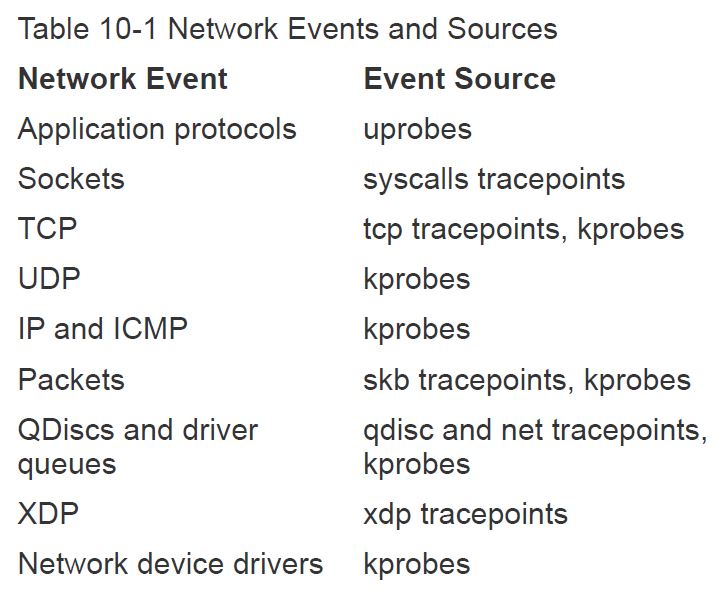 Table 10-1 Network Events and Sources
Network Event Event Source
Application protocols uprobes
Sockets syscalls tracepoints
TCP tcp tracepoints, kprobes
UDP kprobes
IP and ICMP kprobes
Packets skb tracepoints, kprobes
QDiscs and driver qdisc and net tracepoints,
queues kprobes
XDP xdp tracepoints
Network device drivers kprobes